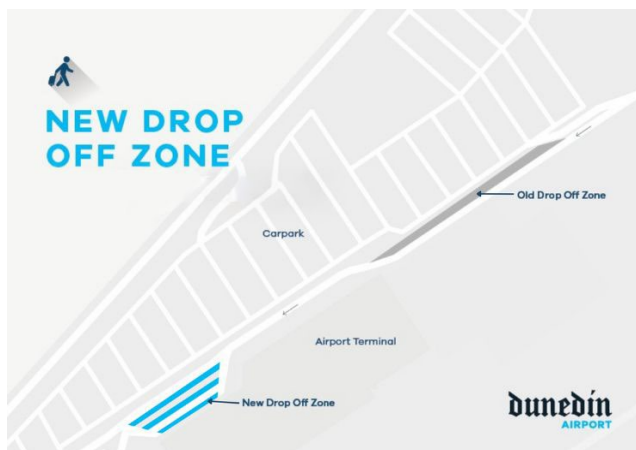 NEW DROP
OFF ZONE
Old Drop Off Zone
Carpark
Airport Terminal
New Drop Off Zone
dunedin
AIRPORT